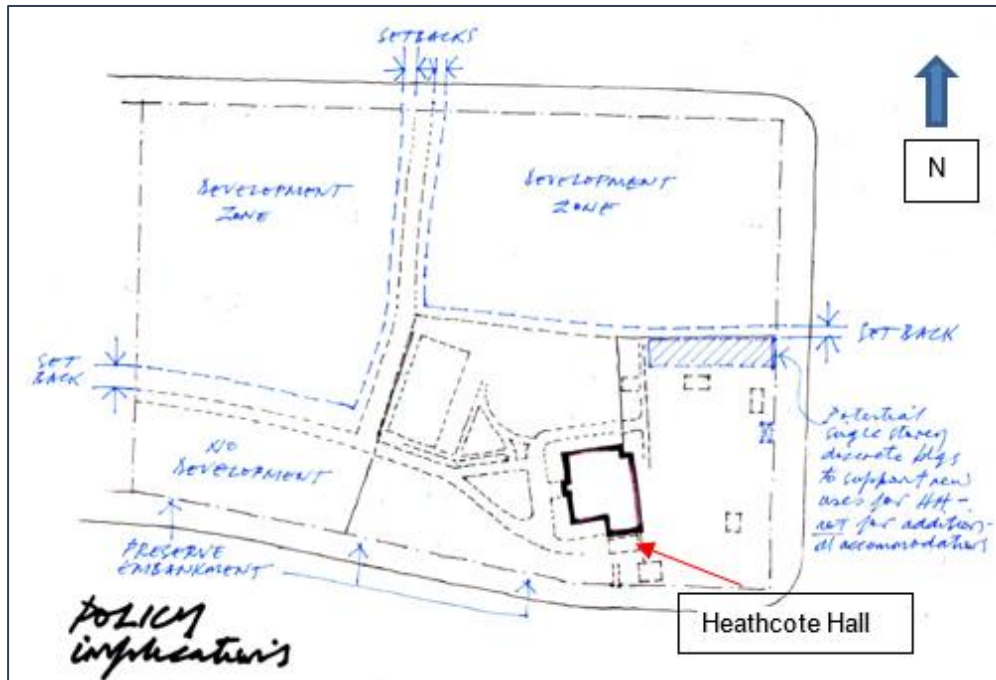 SETBACKS
N
DEVELOPMENT
ZONE
DEVELOPMENT
ZONE
SET BACK
SET
BACK
Potential
single storey
discrete bldgs
to support new
uses for HH -
not for addition-
al accommodations
NO
DEVELOPMENT
PRESERVE
EMBANKMENT
POLICY
implications
Heathcote Hall